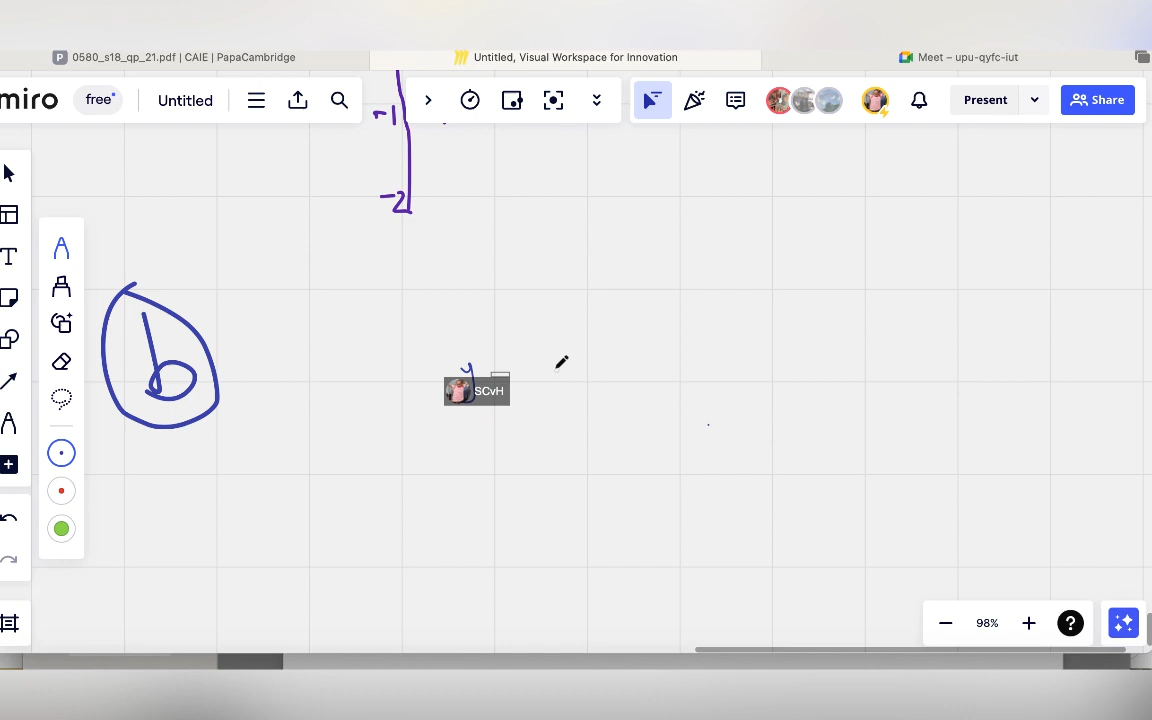 P 0580_s18_qp_21.pdf | CAIE | PapaCambridge
Untitled, Visual Workspace for Innovation
Meet – upu-qyfc-iut
miro free Untitled
Present
Share
-1
-2
b
y
SCvH
98%
?